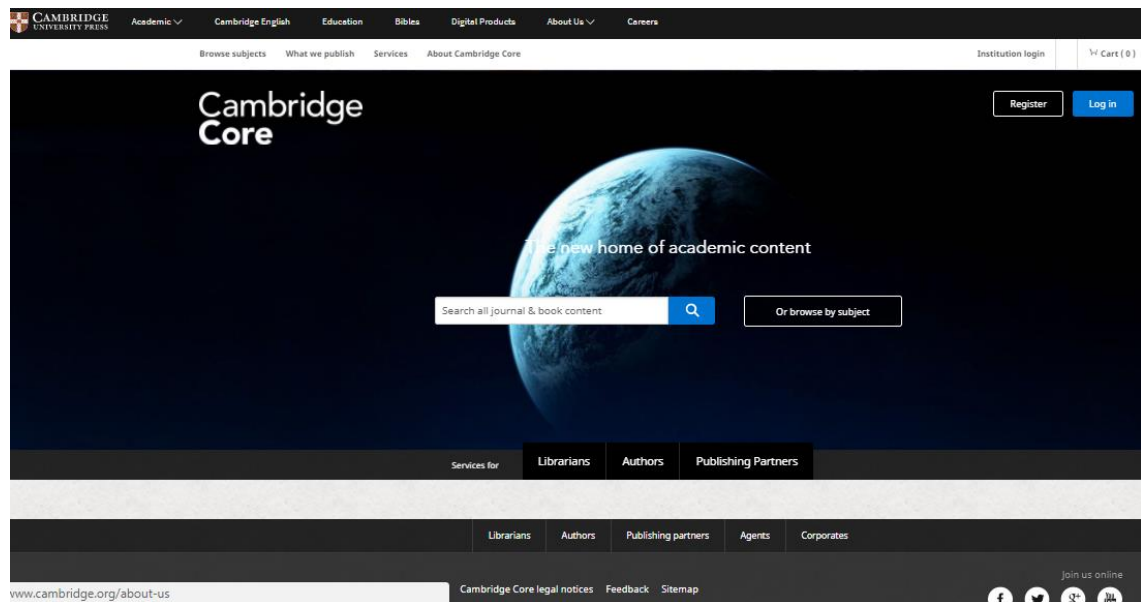 CAMBRIDGE
UNIVERSITY PRESS
Academic Cambridge English Education Bibles Digital Products About Us Careers
Browse subjects What we publish Services About Cambridge Core Institution login Cart ( 0 )
Cambridge
Core
Register Log in
The new home of academic content
Search all journal & book content Or browse by subject
Services for Librarians Authors Publishing Partners
Librarians Authors Publishing partners Agents Corporates
Join us online
Cambridge Core legal notices Feedback Sitemap
www.cambridge.org/about-us